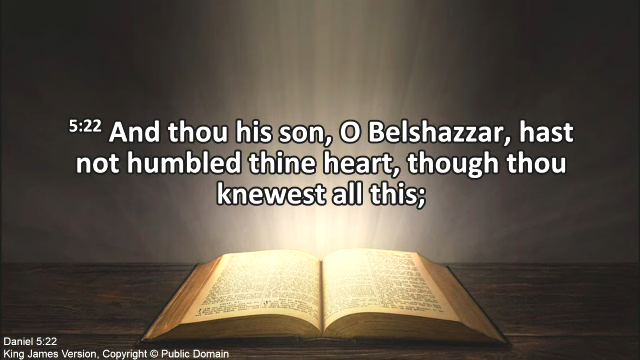 5:22 And thou his son, O Belshazzar, hast
not humbled thine heart, though thou
knewest all this;
Daniel 5:22
King James Version, Copyright © Public Domain